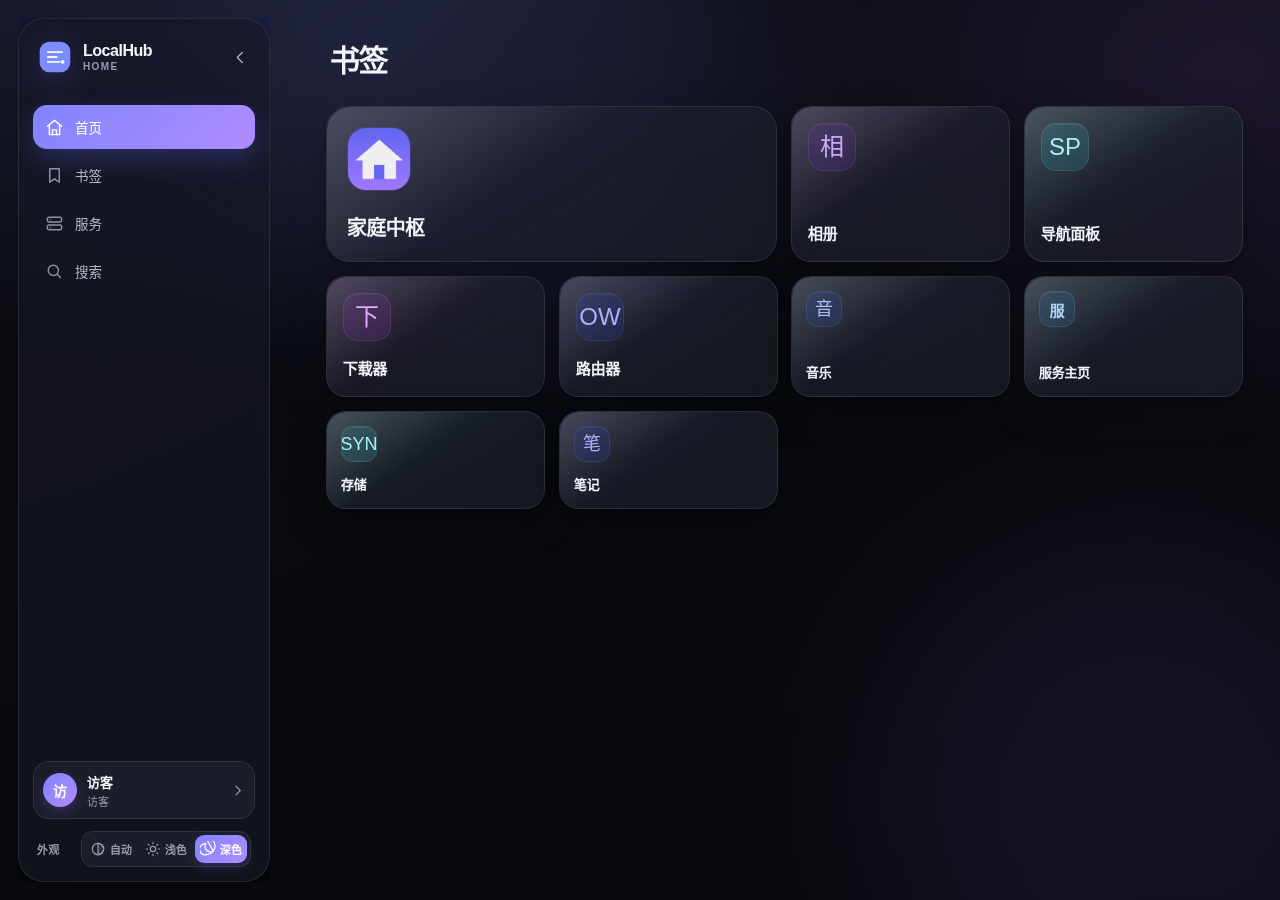 LocalHub
HOME
首页
书签
服务
搜索
访
访客
访客
外观
自动
浅色
深色
书签
家庭中枢
相
相册
SP
导航面板
下
下载器
OW
路由器
音
音乐
服
服务主页
SYN
存储
笔
笔记